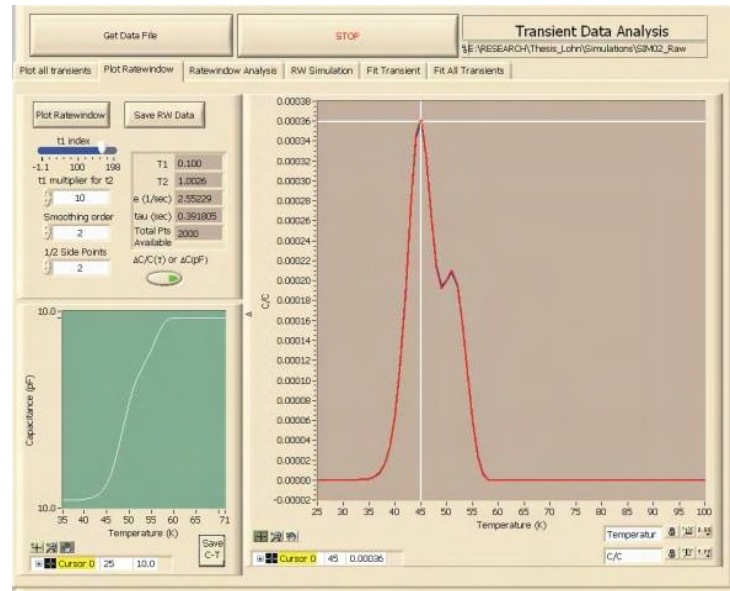 Get Data File
STOP
Transient Data Analysis
E:\RESEARCH\Thesis_Lohn\Simulations\SIM02_Raw
Plot all transients Plot Ratewindow Ratewindow Analysis RW Simulation Fit Transient Fit All Transients
Plot Ratewindow Save RW Data
t1 index
-1.1 100 198
t1 multiplier for t2
10
Smoothing order
2
1/2 Side Points
2
T1 0.100
T2 1.0026
e (1/sec) 2.55229
tau (sec) 0.391805
Total Pts Available 2000
ΔC/C(T) or ΔC(pF)
10.0
Capacitance (pF)
10.0
35 40 45 50 55 60 65 71
Temperature (K)
Save C-T
Cursor 0 25 10.0
0.00038
0.00036
0.00034
0.00032
0.00030
0.00028
0.00026
0.00024
0.00022
0.00020
0.00018
0.00016
0.00014
0.00012
0.00010
0.00008
0.00006
0.00004
0.00002
0.00000
-0.00002
Δ C/C
25 30 35 40 45 50 55 60 65 70 75 80 85 90 95 100
Temperature (K)
Cursor 0 45 0.00036
Temperatur
C/C